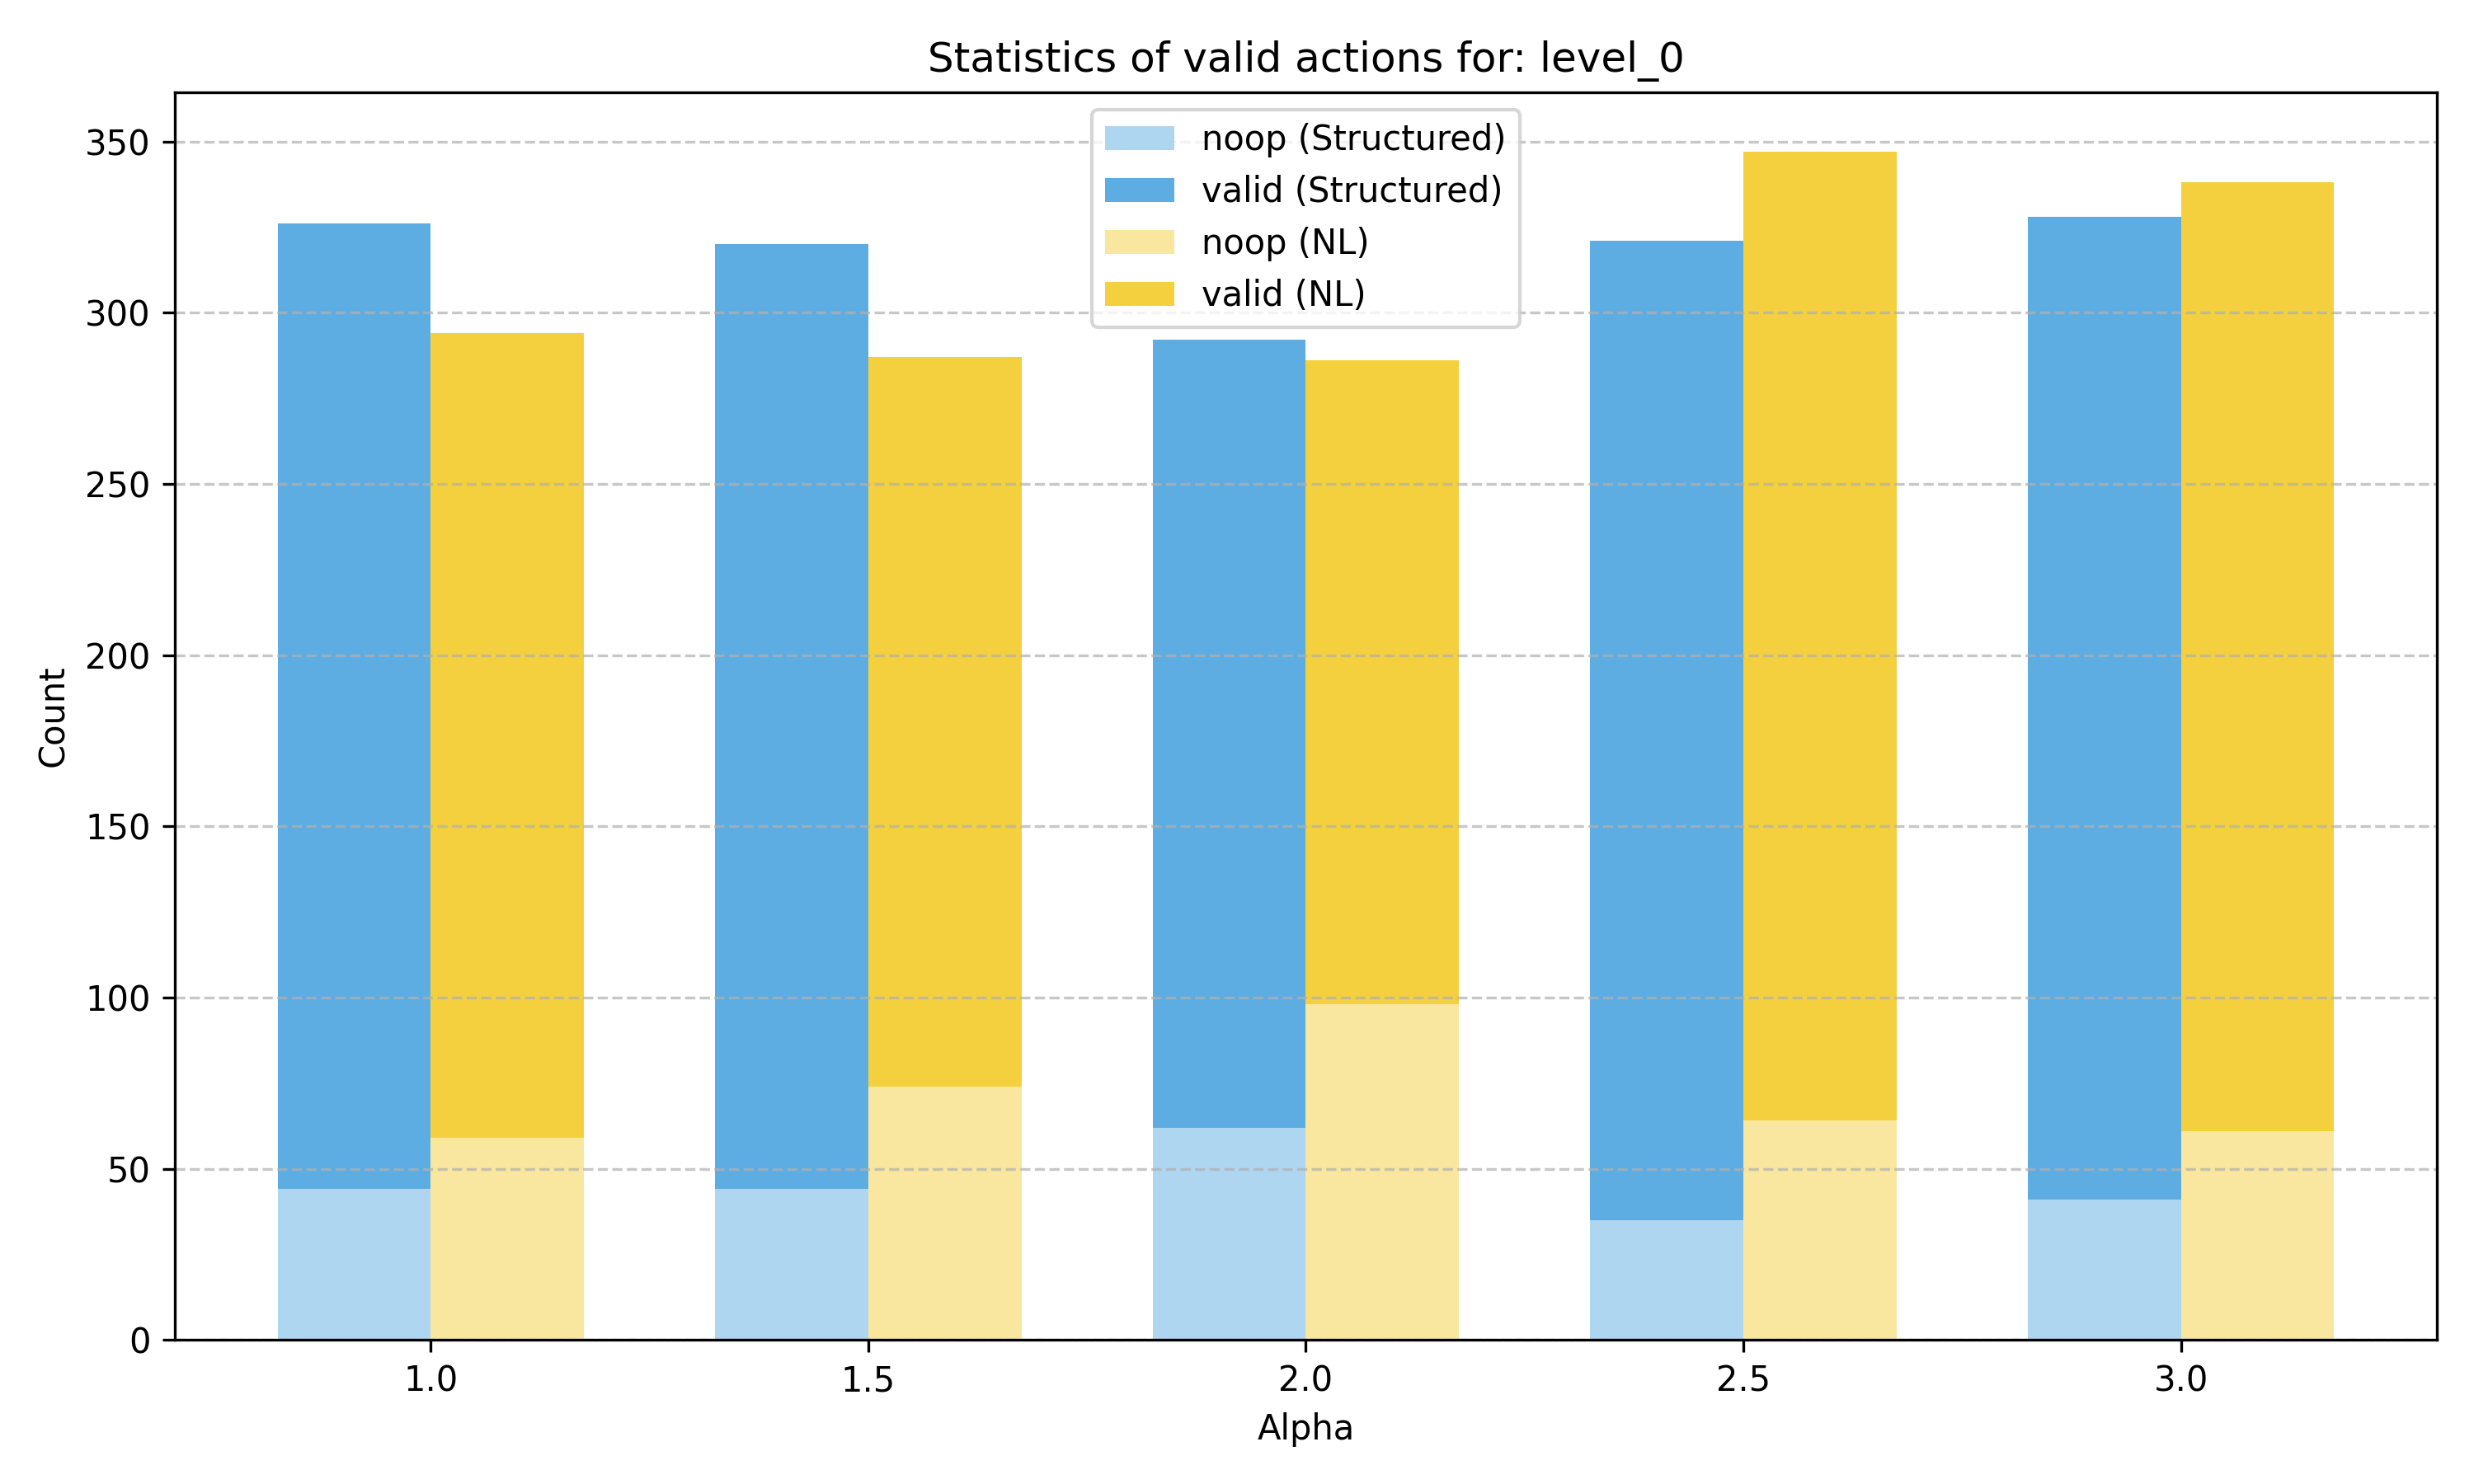 Statistics of valid actions for: level_0
noop (Structured)
valid (Structured)
noop (NL)
valid (NL)
Count
350
300
250
200
150
100
50
0
1.0 1.5 2.0 2.5 3.0
Alpha